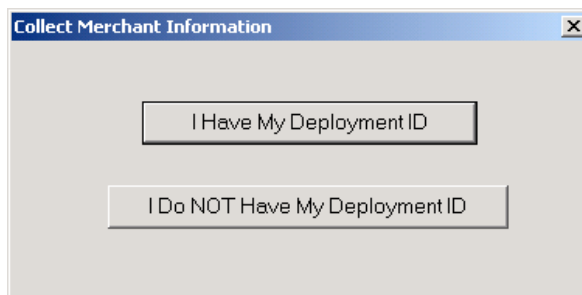 Collect Merchant Information
I Have My Deployment ID
I Do NOT Have My Deployment ID